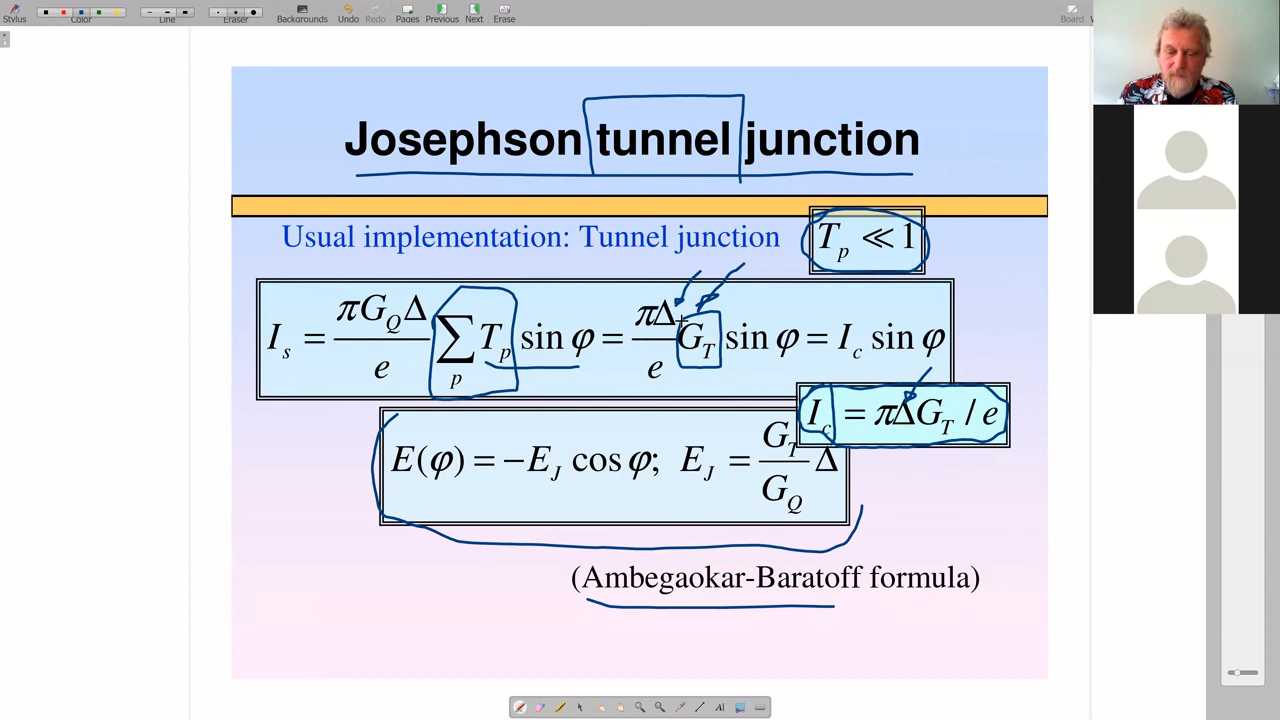 Stylus Color Line Eraser Backgrounds Undo Redo Pages Previous Next Erase Board
Josephson tunnel junction
Usual implementation: Tunnel junction
T_p ≪ 1
I_s = πG_QΔ/e ∑_p T_p sin φ = πΔ/e G_T sin φ = I_c sin φ
I_c = πΔG_T / e
E(φ) = −E_J cos φ; E_J = G_T/G_Q Δ
(Ambegaokar-Baratoff formula)
AI